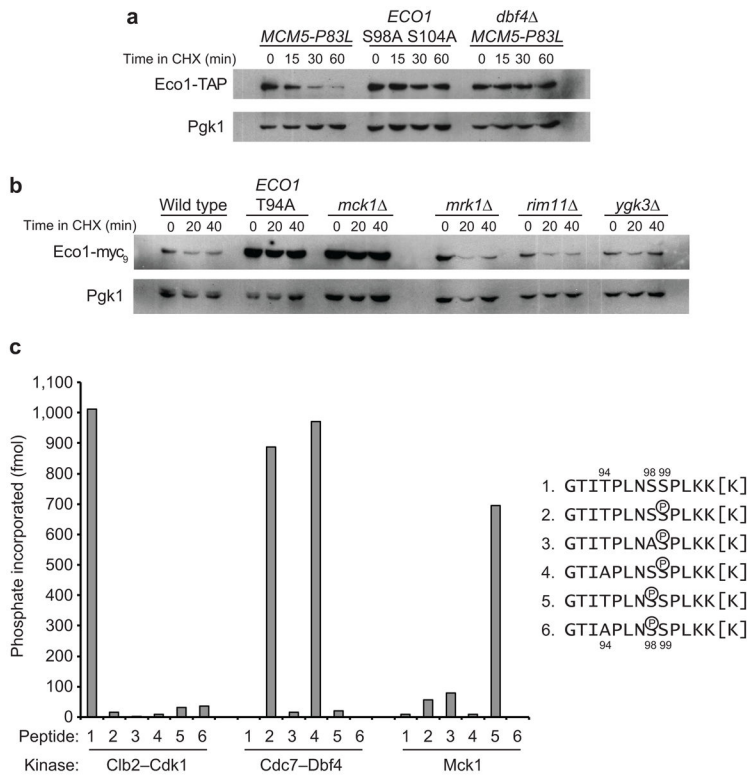 a
ECO1 dbf4Δ
MCM5-P83L S98A S104A MCM5-P83L
Time in CHX (min) 0 15 30 60 0 15 30 60 0 15 30 60
Eco1-TAP
Pgk1
b
ECO1
Wild type T94A mck1Δ mrk1Δ rim11Δ ygk3Δ
Time in CHX (min) 0 20 40 0 20 40 0 20 40 0 20 40 0 20 40 0 20 40
Eco1-myc9
Pgk1
c
Phosphate incorporated (fmol)
1,100
1,000
900
800
700
600
500
400
300
200
100
0
Peptide: 1 2 3 4 5 6 1 2 3 4 5 6 1 2 3 4 5 6
Kinase: Clb2–Cdk1 Cdc7–Dbf4 Mck1
94 98 99
1. GTITPLNSSPLKK[K]
P
2. GTITPLNSSPLKK[K]
P
3. GTITPLNASPLKK[K]
P
4. GTIAPLNSSPLKK[K]
P
5. GTITPLNSSPLKK[K]
P
6. GTIAPLNSSPLKK[K]
94 98 99